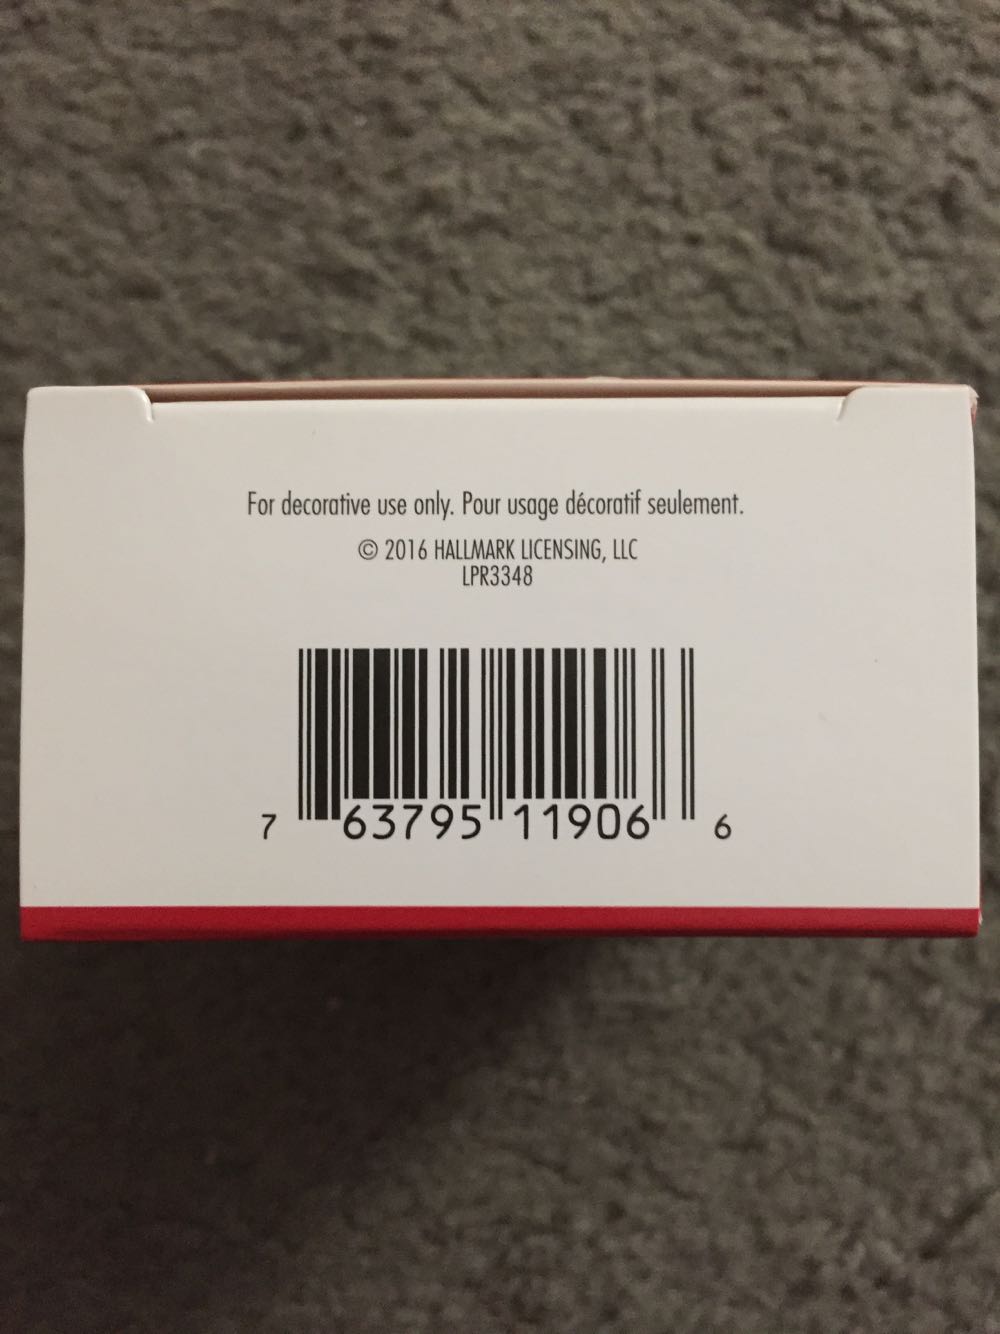 For decorative use only. Pour usage décoratif seulement.
© 2016 HALLMARK LICENSING, LLC
LPR3348
7 63795 11906 6